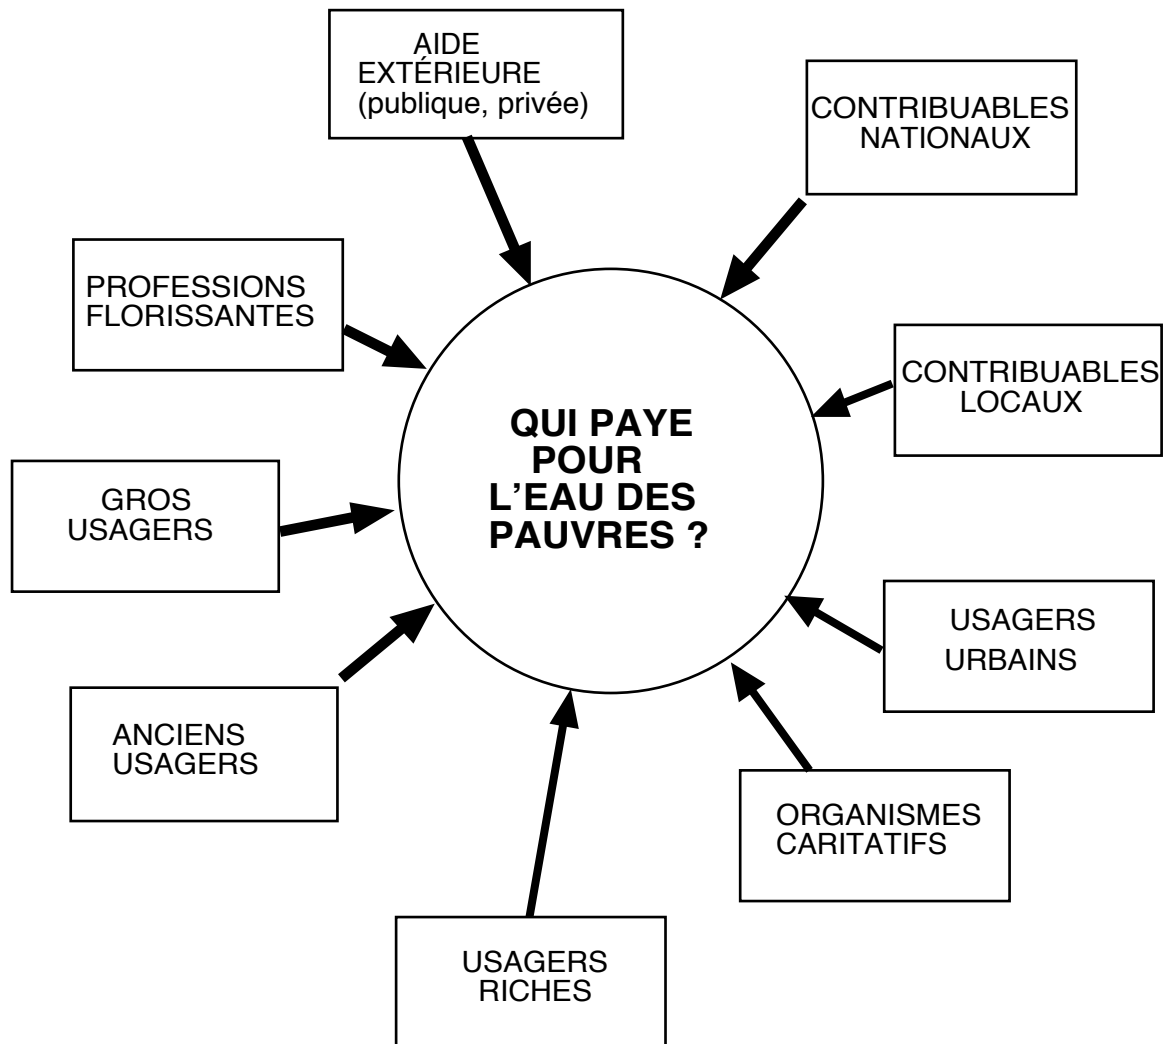 AIDE
EXTÉRIEURE
(publique, privée)
CONTRIBUABLES
NATIONAUX
PROFESSIONS
FLORISSANTES
CONTRIBUABLES
LOCAUX
QUI PAYE
POUR
L’EAU DES
PAUVRES ?
GROS
USAGERS
USAGERS
URBAINS
ANCIENS
USAGERS
ORGANISMES
CARITATIFS
USAGERS
RICHES